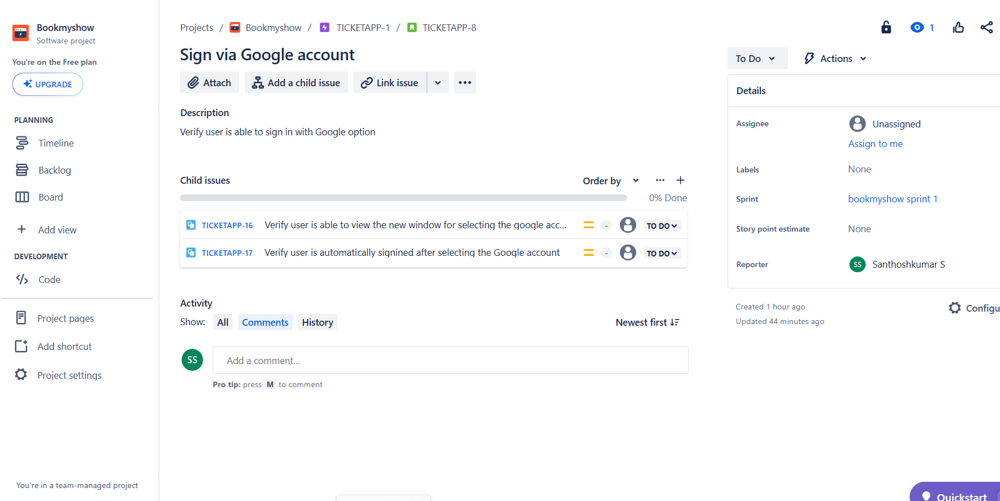 Bookmyshow
Software project
You're on the Free plan
UPGRADE
PLANNING
Timeline
Backlog
Board
Add view
DEVELOPMENT
Code
Project pages
Add shortcut
Project settings
You're in a team-managed project
Projects / Bookmyshow / TICKETAPP-1 / TICKETAPP-8
Sign via Google account
Attach Add a child issue Link issue
Description
Verify user is able to sign in with Google option
Child issues Order by
0% Done
TICKETAPP-16 Verify user is able to view the new window for selecting the google acc... - TO DO
TICKETAPP-17 Verify user is automatically signined after selecting the Google account - TO DO
Activity
Show: All Comments History Newest first
SS Add a comment...
Pro tip: press M to comment
1
To Do Actions
Details
Assignee Unassigned
Assign to me
Labels None
Sprint bookmyshow sprint 1
Story point estimate None
Reporter SS Santhoshkumar S
Created 1 hour ago Configu
Updated 44 minutes ago
Quickstart